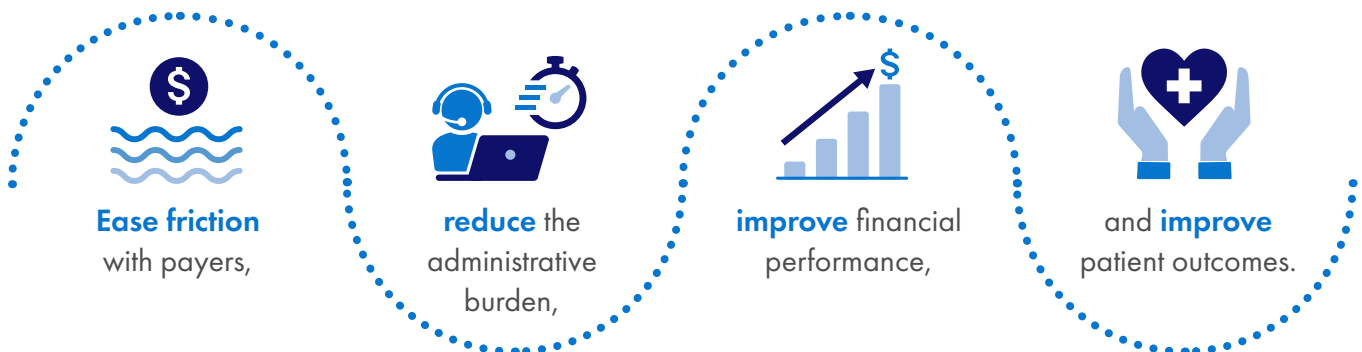 $
$
Ease friction
with payers,
reduce the
administrative
burden,
improve financial
performance,
and improve
patient outcomes.